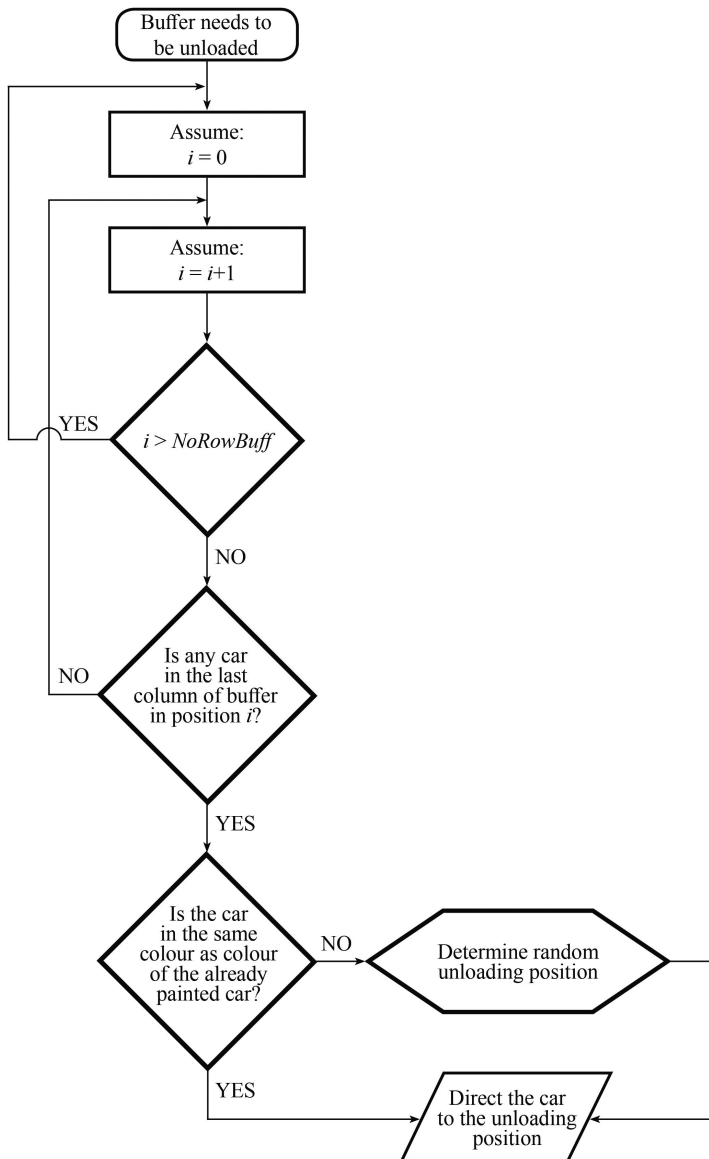 Buffer needs to
be unloaded
Assume:
i = 0
Assume:
i = i+1
YES
i > NoRowBuff
NO
Is any car
in the last
column of buffer
in position i?
NO
YES
Is the car
in the same
colour as colour
of the already
painted car?
NO
Determine random
unloading position
YES
Direct the car
to the unloading
position